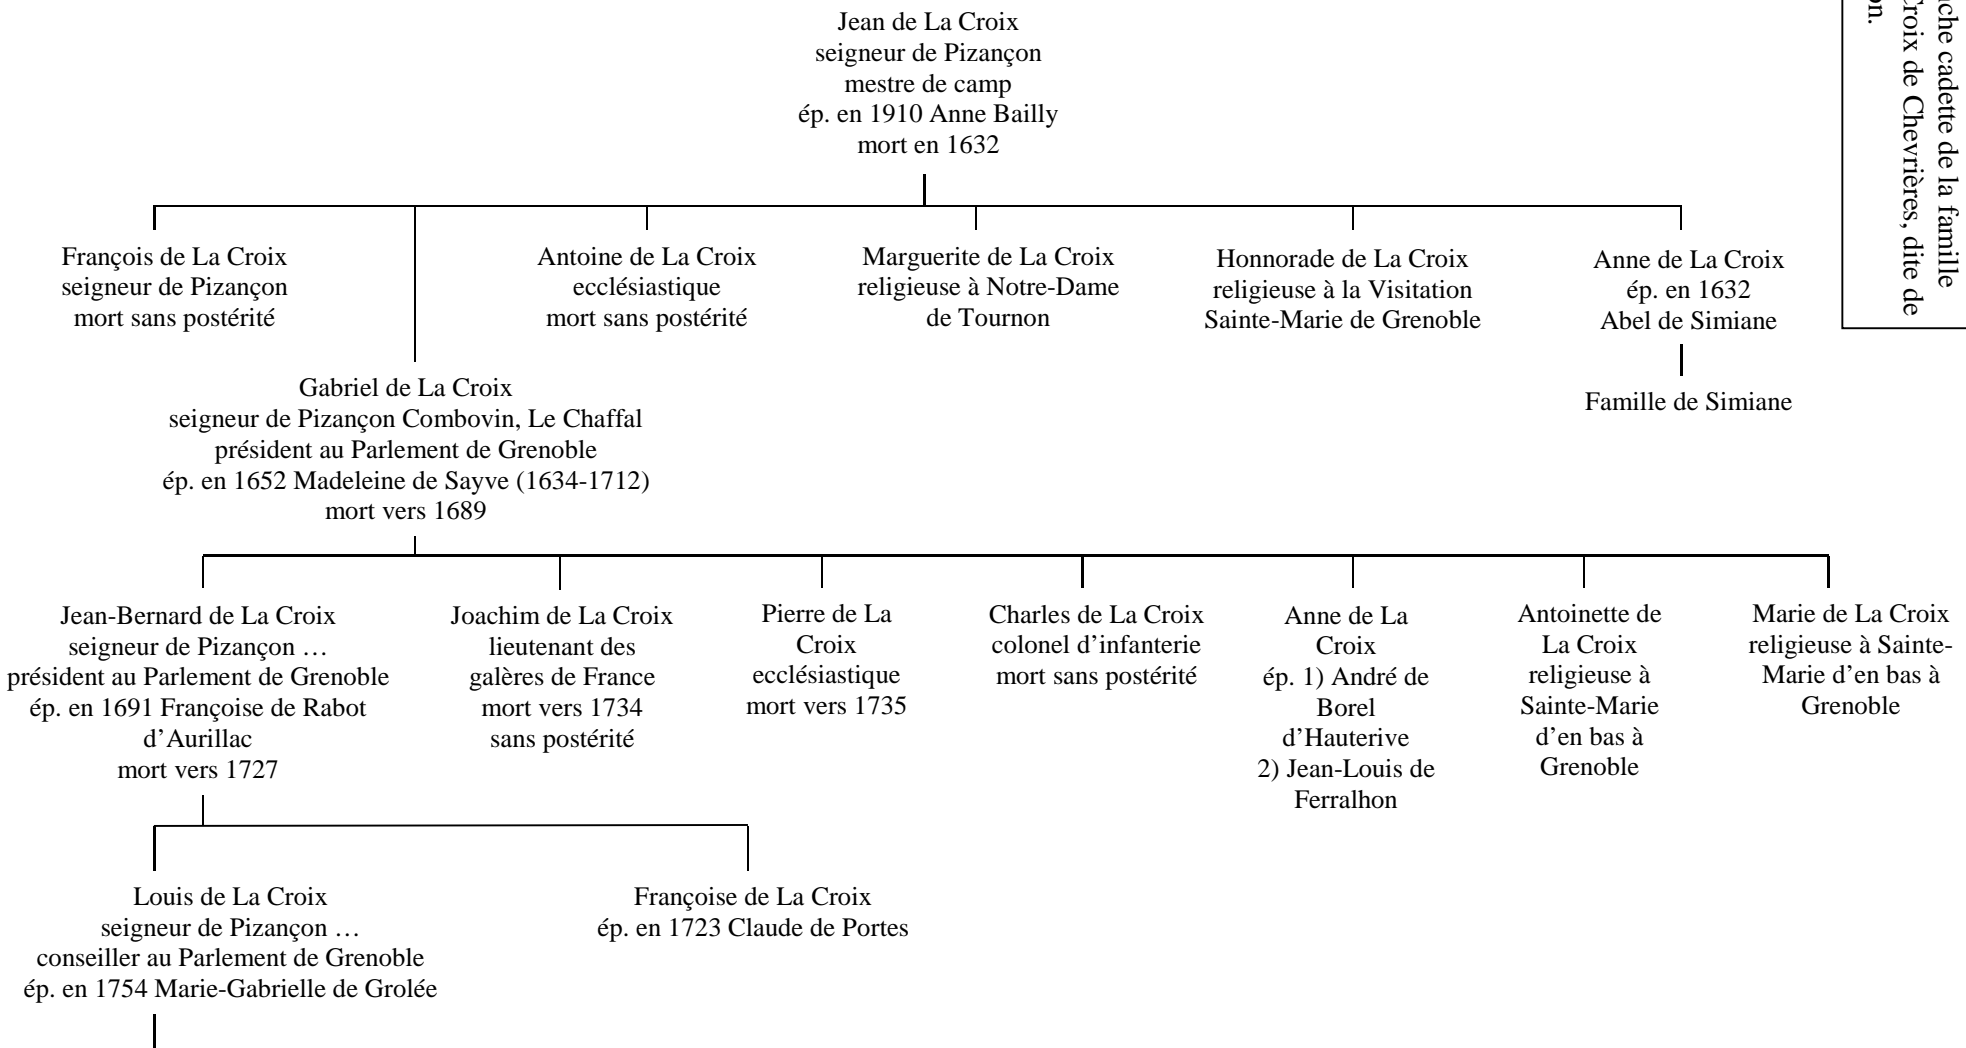 Jean de La Croix
seigneur de Pizançon
mestre de camp
ép. en 1910 Anne Bailly
mort en 1632
cadette de la famille
Croix de Chevrières, dite de
François de La Croix
seigneur de Pizançon
mort sans postérité
Antoine de La Croix
ecclésiastique
mort sans postérité
Marguerite de La Croix
religieuse à Notre-Dame
de Tournon
Honnorade de La Croix
religieuse à la Visitation
Sainte-Marie de Grenoble
Anne de La Croix
ép. en 1632
Abel de Simiane
Famille de Simiane
Gabriel de La Croix
seigneur de Pizançon Combovin, Le Chaffal
président au Parlement de Grenoble
ép. en 1652 Madeleine de Sayve (1634-1712)
mort vers 1689
Jean-Bernard de La Croix
seigneur de Pizançon …
président au Parlement de Grenoble
ép. en 1691 Françoise de Rabot
d’Aurillac
mort vers 1727
Joachim de La Croix
lieutenant des
galères de France
mort vers 1734
sans postérité
Pierre de La
Croix
ecclésiastique
mort vers 1735
Charles de La Croix
colonel d’infanterie
mort sans postérité
Anne de La
Croix
ép. 1) André de
Borel
d’Hauterive
2) Jean-Louis de
Ferralhon
Antoinette de
La Croix
religieuse à
Sainte-Marie
d’en bas à
Grenoble
Marie de La Croix
religieuse à Sainte-
Marie d’en bas à
Grenoble
Louis de La Croix
seigneur de Pizançon …
conseiller au Parlement de Grenoble
ép. en 1754 Marie-Gabrielle de Grolée
Françoise de La Croix
ép. en 1723 Claude de Portes